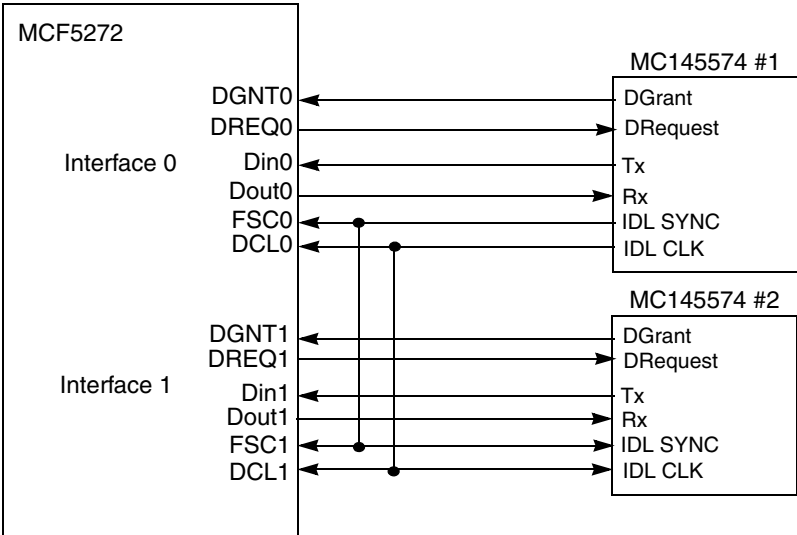 MCF5272
MC145574 #1
DGNT0
DGrant
DREQ0
DRequest
Interface 0
Din0
Tx
Dout0
Rx
FSC0
IDL SYNC
DCL0
IDL CLK
MC145574 #2
DGNT1
DGrant
DREQ1
DRequest
Interface 1
Din1
Tx
Dout1
Rx
FSC1
IDL SYNC
DCL1
IDL CLK